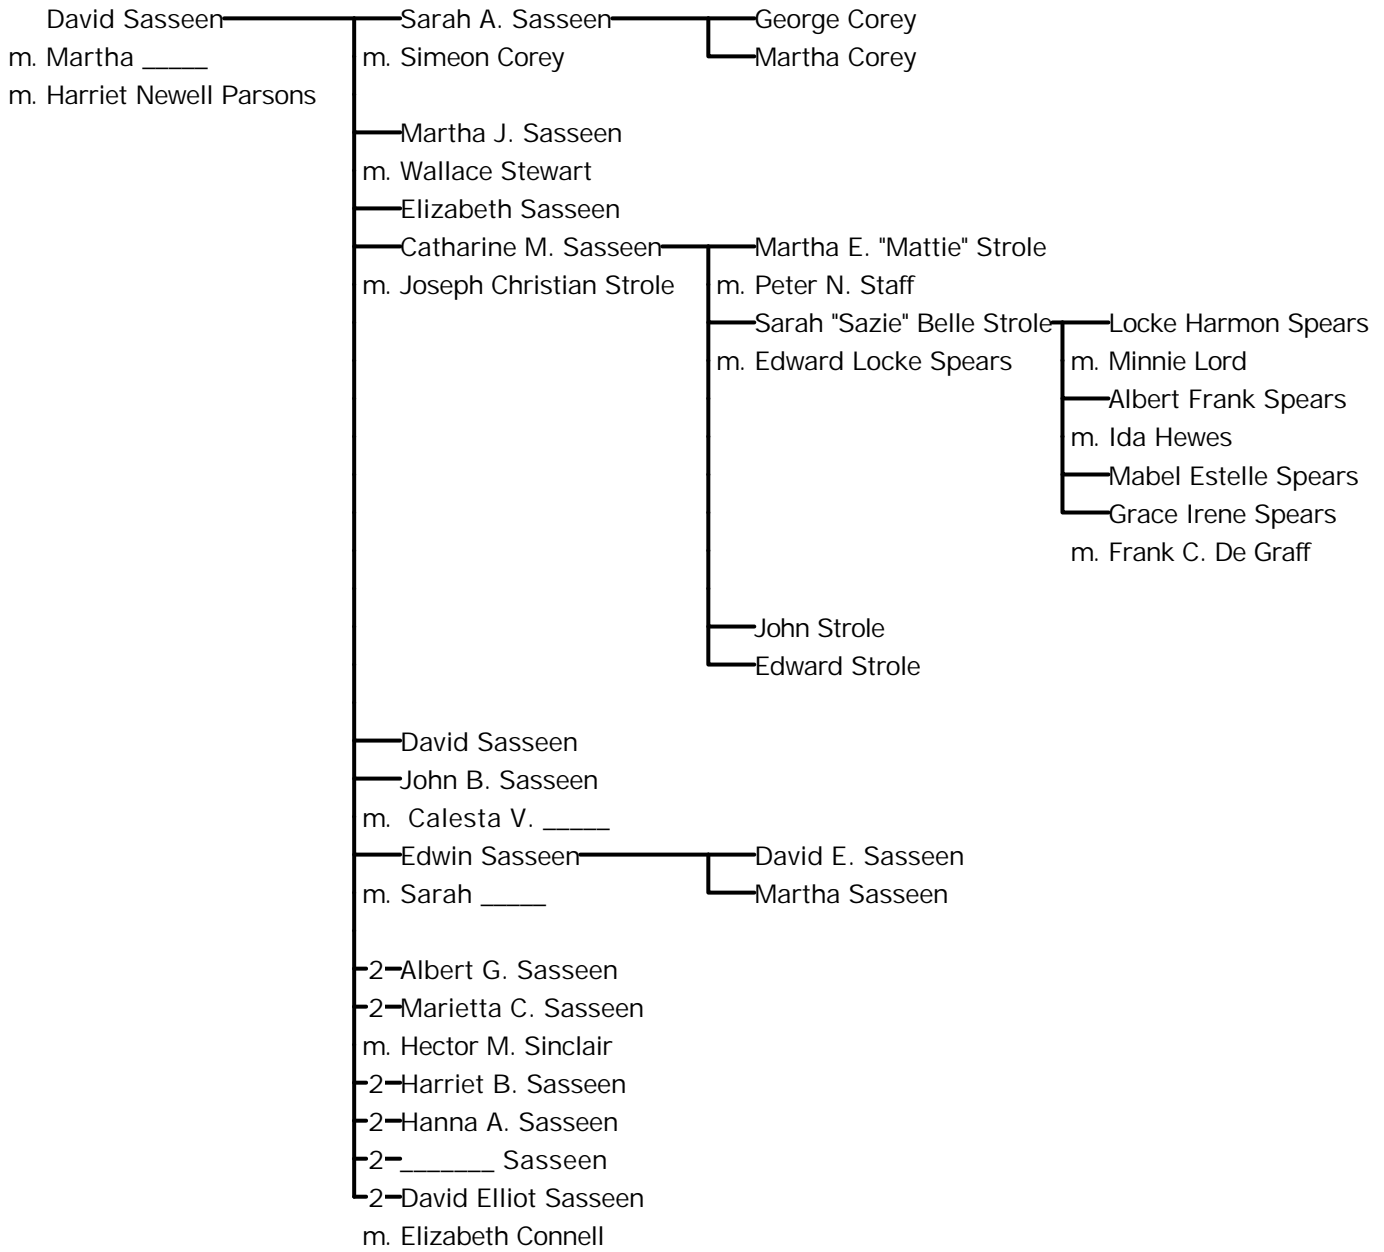 David Sasseen Sarah A. Sasseen George Corey
m. Martha _____ m. Simeon Corey Martha Corey
m. Harriet Newell Parsons
Martha J. Sasseen
m. Wallace Stewart
Elizabeth Sasseen
Catharine M. Sasseen Martha E. "Mattie" Strole
m. Joseph Christian Strole m. Peter N. Staff
Sarah "Sazie" Belle Strole Locke Harmon Spears
m. Edward Locke Spears m. Minnie Lord
Albert Frank Spears
m. Ida Hewes
Mabel Estelle Spears
Grace Irene Spears
m. Frank C. De Graff
John Strole
Edward Strole
David Sasseen
John B. Sasseen
m. Calesta V. _____
Edwin Sasseen David E. Sasseen
m. Sarah _____ Martha Sasseen
2 Albert G. Sasseen
2 Marietta C. Sasseen
m. Hector M. Sinclair
2 Harriet B. Sasseen
2 Hanna A. Sasseen
2 _______ Sasseen
2 David Elliot Sasseen
m. Elizabeth Connell